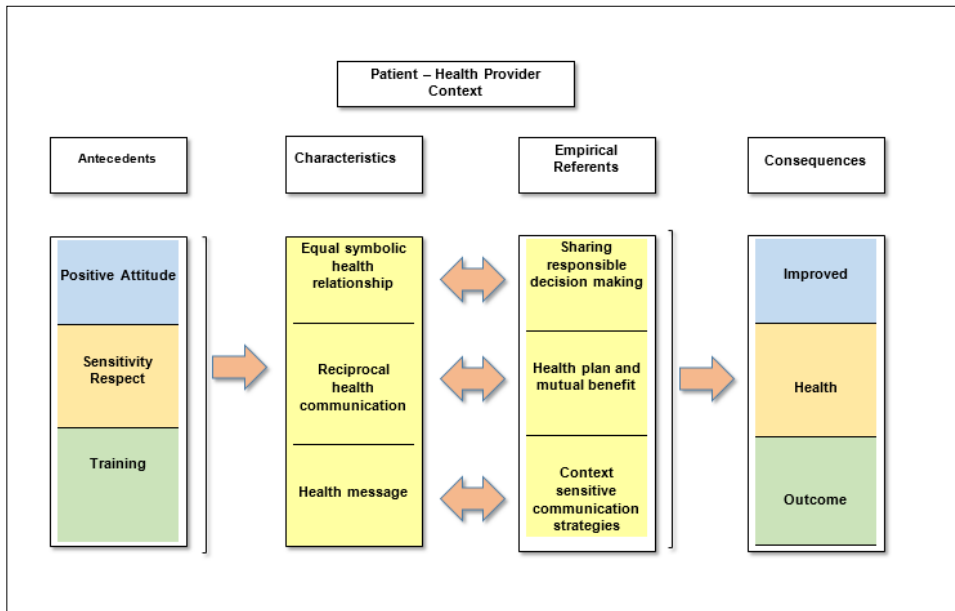 Patient – Health Provider
Context
Antecedents
Characteristics
Empirical
Referents
Consequences
Positive Attitude
Sensitivity
Respect
Training
Equal symbolic
health
relationship
Reciprocal
health
communication
Health message
Sharing
responsible
decision making
Health plan and
mutual benefit
Context
sensitive
communication
strategies
Improved
Health
Outcome